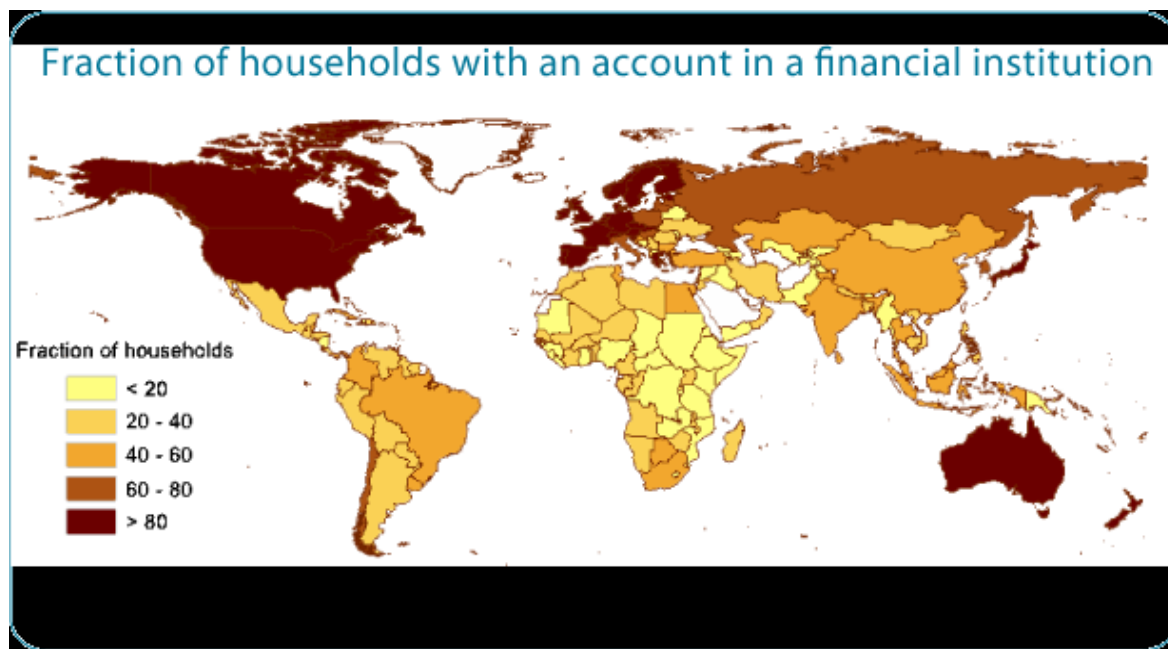 Fraction of households with an account in a financial institution
Fraction of households
< 20
20 - 40
40 - 60
60 - 80
> 80